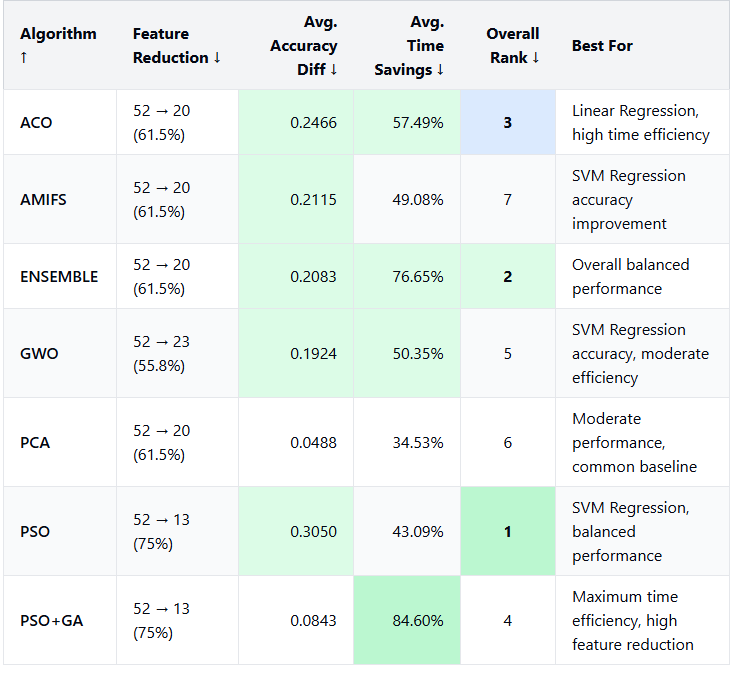 Algorithm ↑
Feature Reduction ↓
Avg. Accuracy Diff ↓
Avg. Time Savings ↓
Overall Rank ↓
Best For
ACO
52 → 20
(61.5%)
0.2466
57.49%
3
Linear Regression,
high time efficiency
AMIFS
52 → 20
(61.5%)
0.2115
49.08%
7
SVM Regression
accuracy
improvement
ENSEMBLE
52 → 20
(61.5%)
0.2083
76.65%
2
Overall balanced
performance
GWO
52 → 23
(55.8%)
0.1924
50.35%
5
SVM Regression
accuracy, moderate
efficiency
PCA
52 → 20
(61.5%)
0.0488
34.53%
6
Moderate
performance,
common baseline
PSO
52 → 13
(75%)
0.3050
43.09%
1
SVM Regression,
balanced
performance
PSO+GA
52 → 13
(75%)
0.0843
84.60%
4
Maximum time
efficiency, high
feature reduction